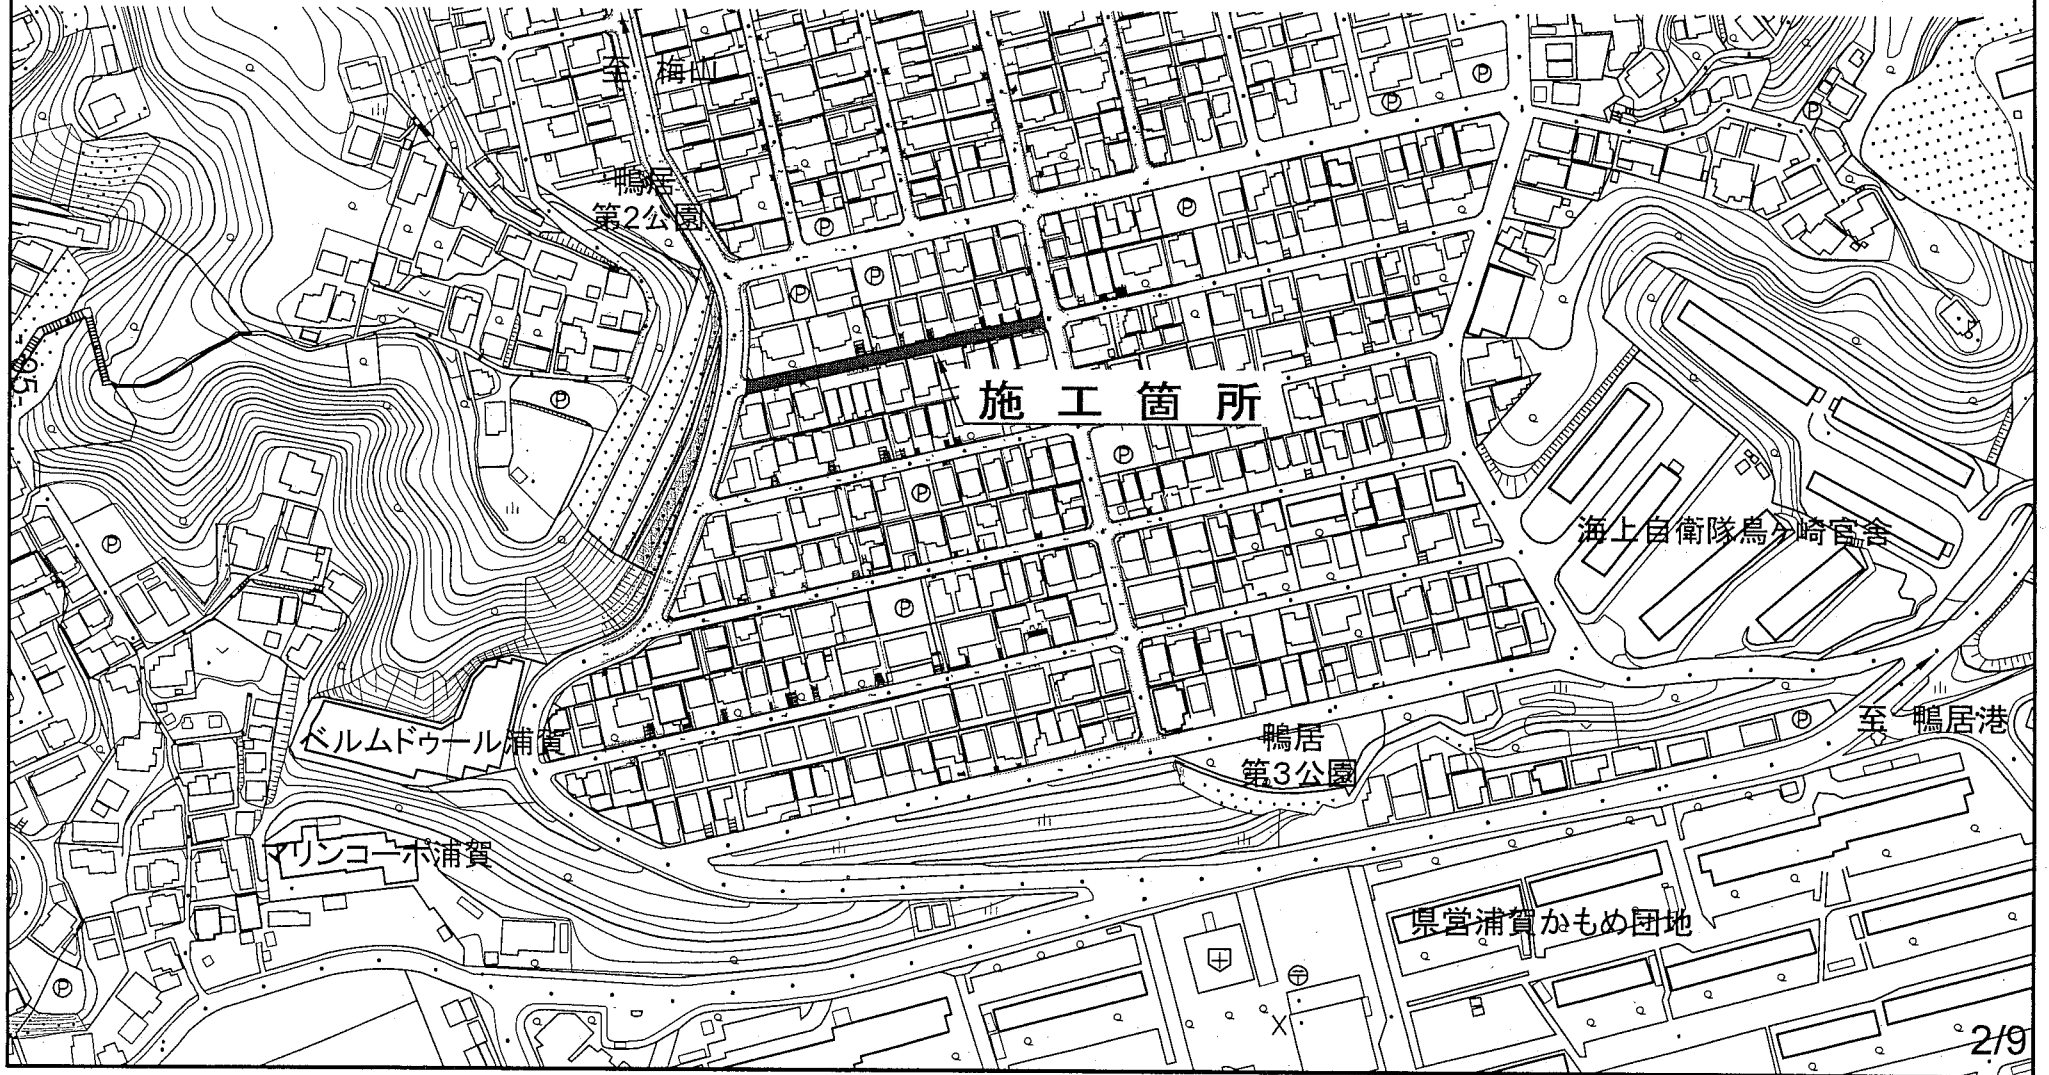 至 梅山
鴨居
第2公園
施工箇所
海上自衛隊鳥ヶ崎官舎
至 鴨居港
ベルムドゥール浦賀
鴨居
第3公園
マリンコーポ浦賀
県営浦賀かもめ団地
2/9